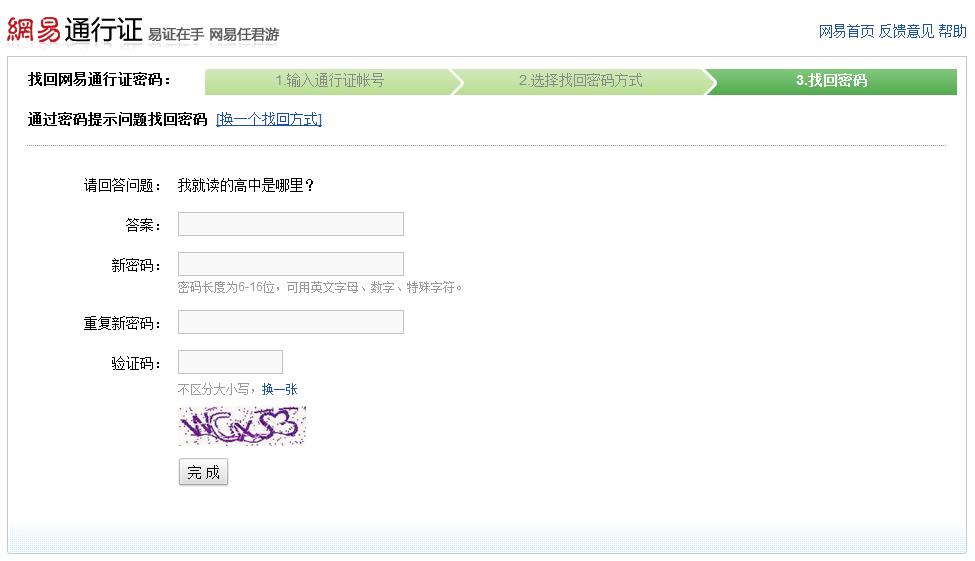 網易通行证 易证在手 网易任君游
网易首页 反馈意见 帮助
找回网易通行证密码：
1.输入通行证帐号
2.选择找回密码方式
3.找回密码
通过密码提示问题找回密码 [换一个找回方式]
请回答问题： 我就读的高中是哪里？
答案：
新密码：
密码长度为6-16位，可用英文字母、数字、特殊字符。
重复新密码：
验证码：
不区分大小写，换一张
完 成